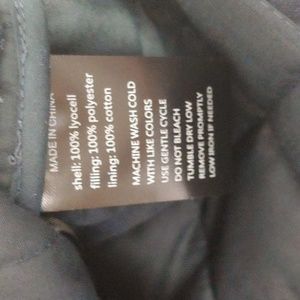 MADE IN CHINA
shell: 100% lyocell
filling: 100% polyester
lining: 100% cotton
MACHINE WASH COLD
WITH LIKE COLORS
USE GENTLE CYCLE
DO NOT BLEACH
TUMBLE DRY LOW
REMOVE PROMPTLY
LOW IRON IF NEEDED